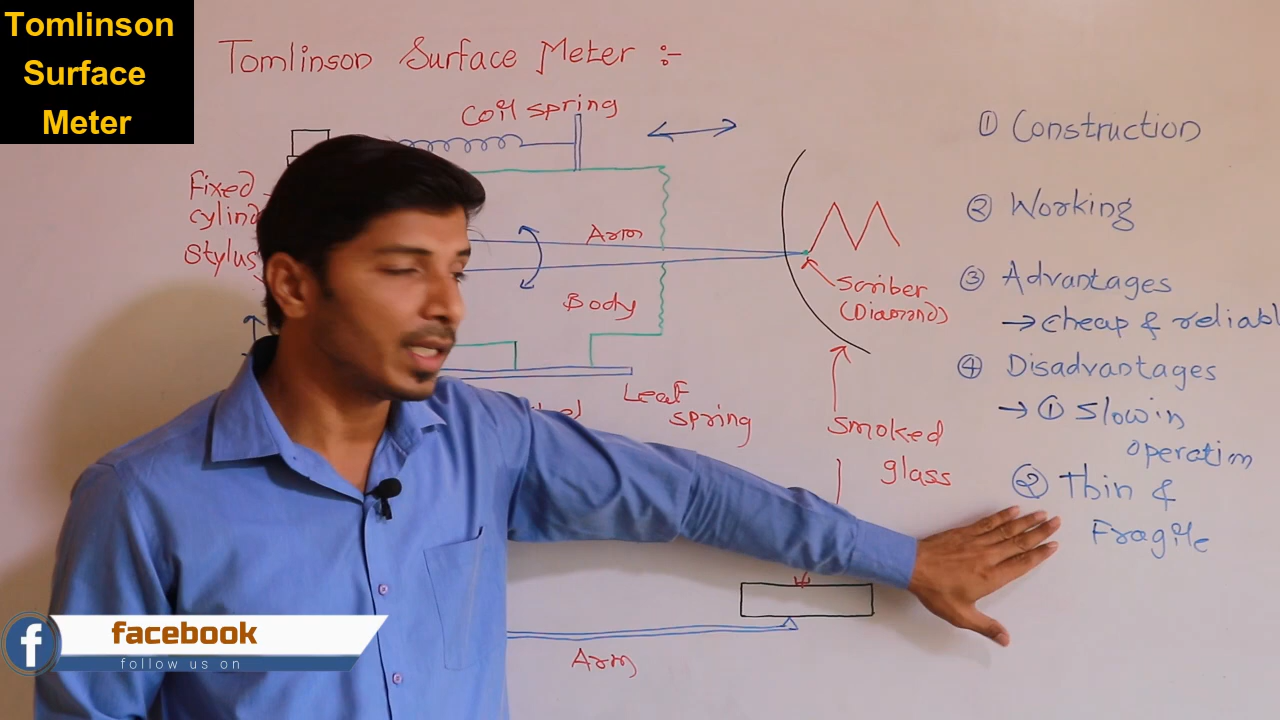 Tomlinson
Surface
Meter
Tomlinson Surface Meter :-
Coil spring
Fixed
Stylus
Arm
Body
Scriber
(Diamond)
Leaf
spring
Smoked
glass
Arm
① Construction
② Working
③ Advantages
→ cheap & reliabl
④ Disadvantages
→ ① Slow in
operation
② Thin &
Fragile
facebook
follow us on